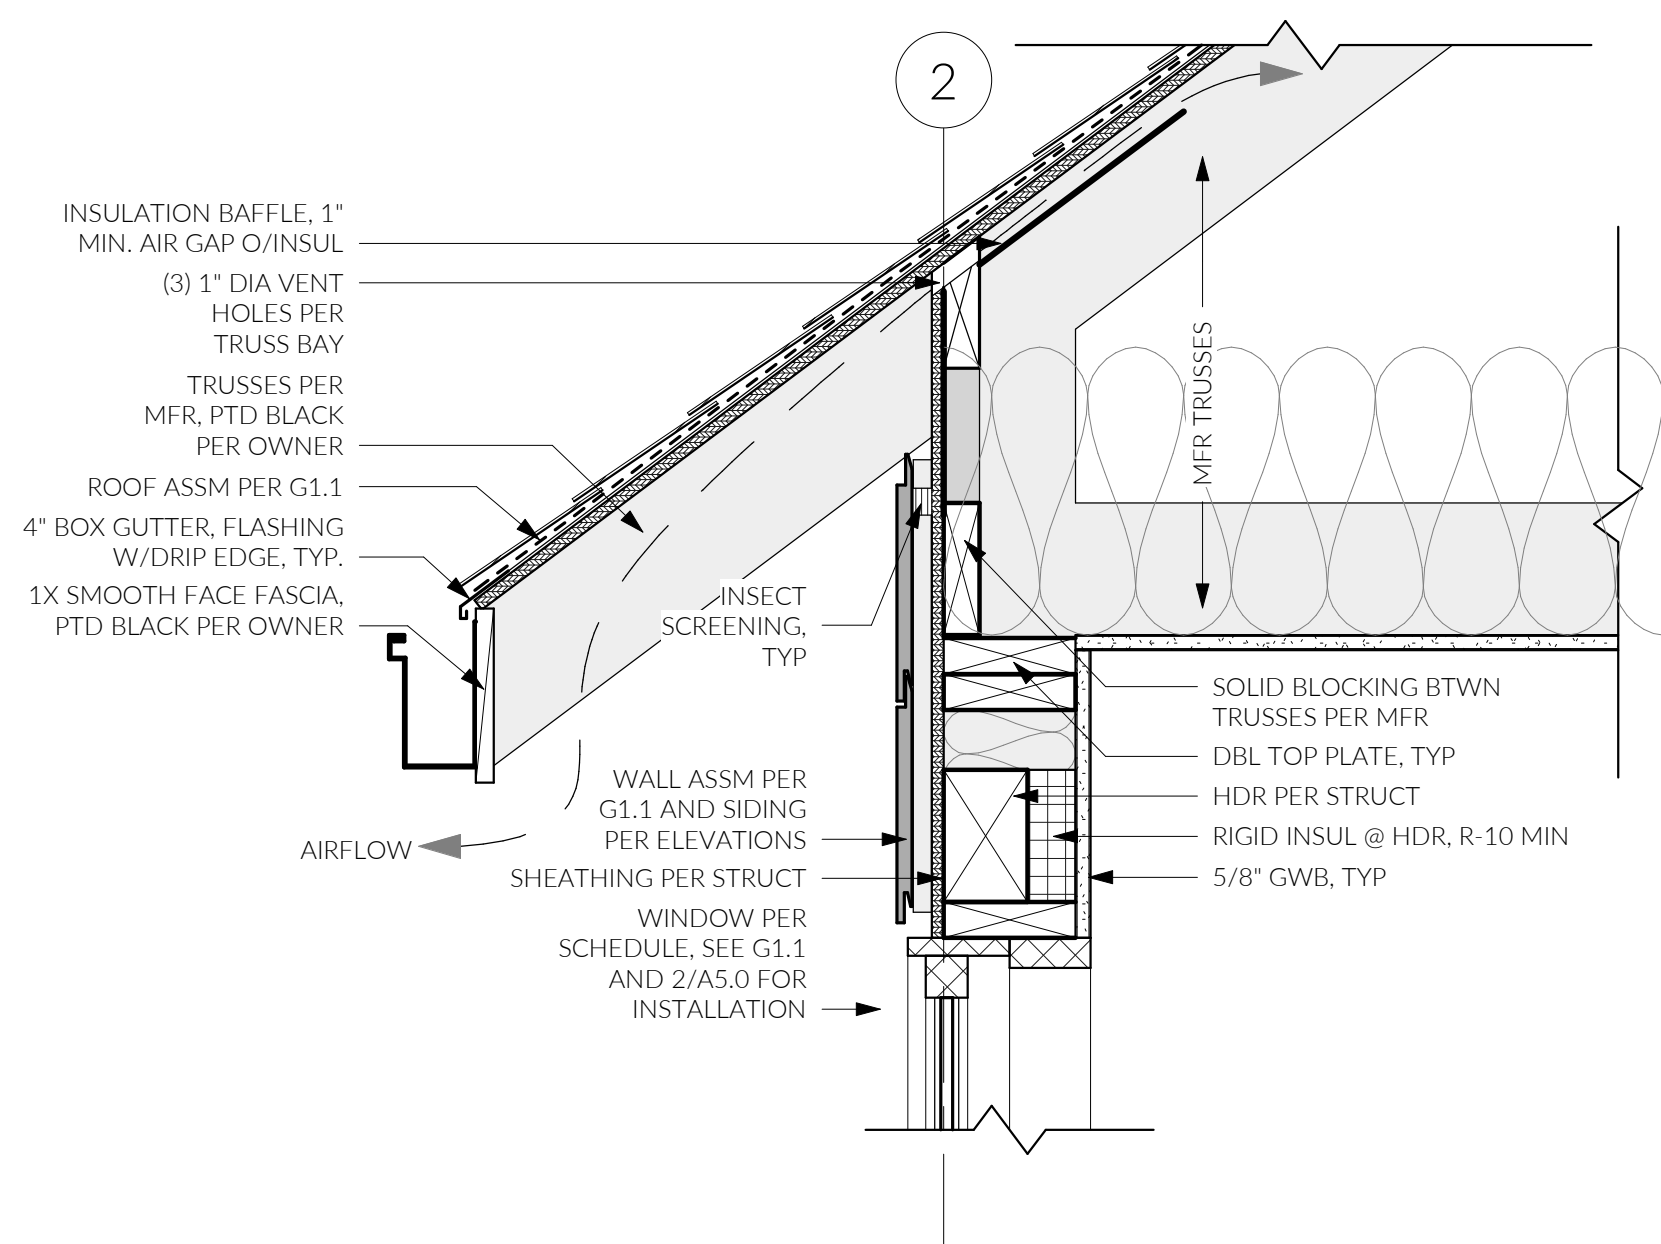 2
INSULATION BAFFLE, 1"
MIN. AIR GAP O/INSUL
(3) 1" DIA VENT
HOLES PER
TRUSS BAY
TRUSSES PER
MFR, PTD BLACK
PER OWNER
ROOF ASSM PER G1.1
4" BOX GUTTER, FLASHING
W/DRIP EDGE, TYP.
1X SMOOTH FACE FASCIA,
PTD BLACK PER OWNER
AIRFLOW
INSECT
SCREENING,
TYP
WALL ASSM PER
G1.1 AND SIDING
PER ELEVATIONS
SHEATHING PER STRUCT
WINDOW PER
SCHEDULE, SEE G1.1
AND 2/A5.0 FOR
INSTALLATION
MFR TRUSSES
SOLID BLOCKING BTWN
TRUSSES PER MFR
DBL TOP PLATE, TYP
HDR PER STRUCT
RIGID INSUL @ HDR, R-10 MIN
5/8" GWB, TYP